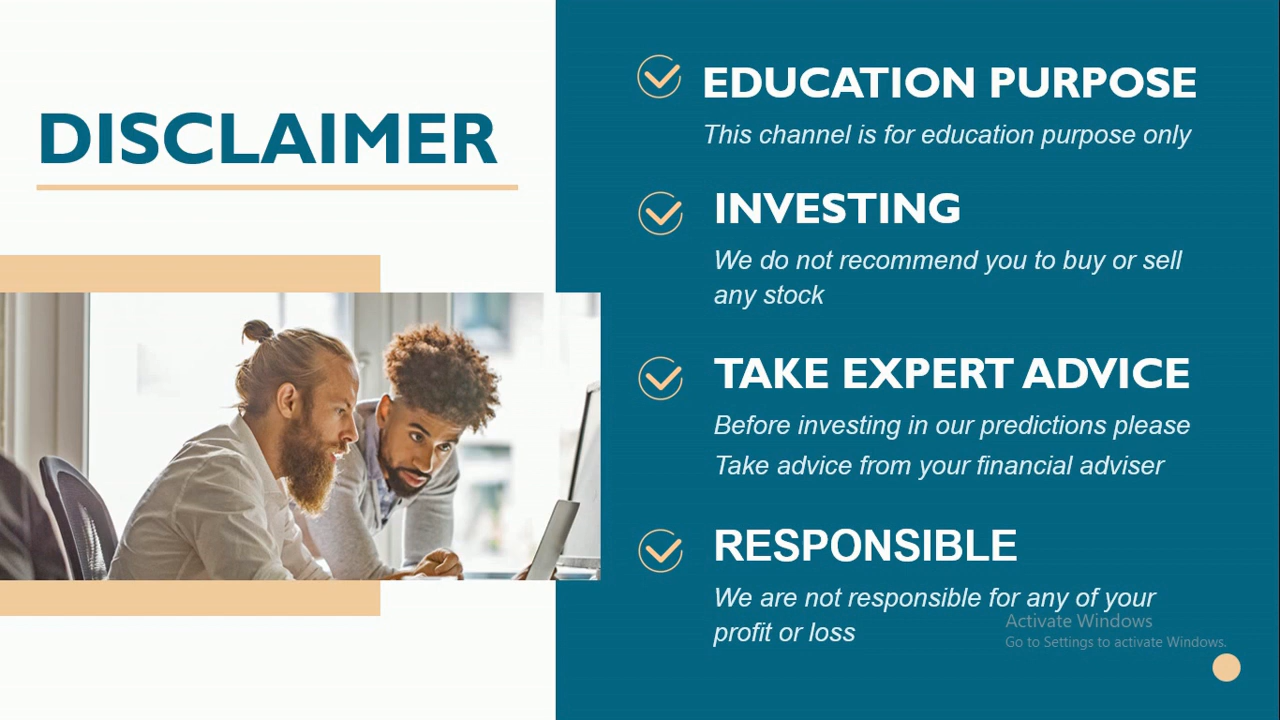 DISCLAIMER
EDUCATION PURPOSE
This channel is for education purpose only
INVESTING
We do not recommend you to buy or sell
any stock
TAKE EXPERT ADVICE
Before investing in our predictions please
Take advice from your financial adviser
RESPONSIBLE
We are not responsible for any of your
profit or loss
Activate Windows
Go to Settings to activate Windows.